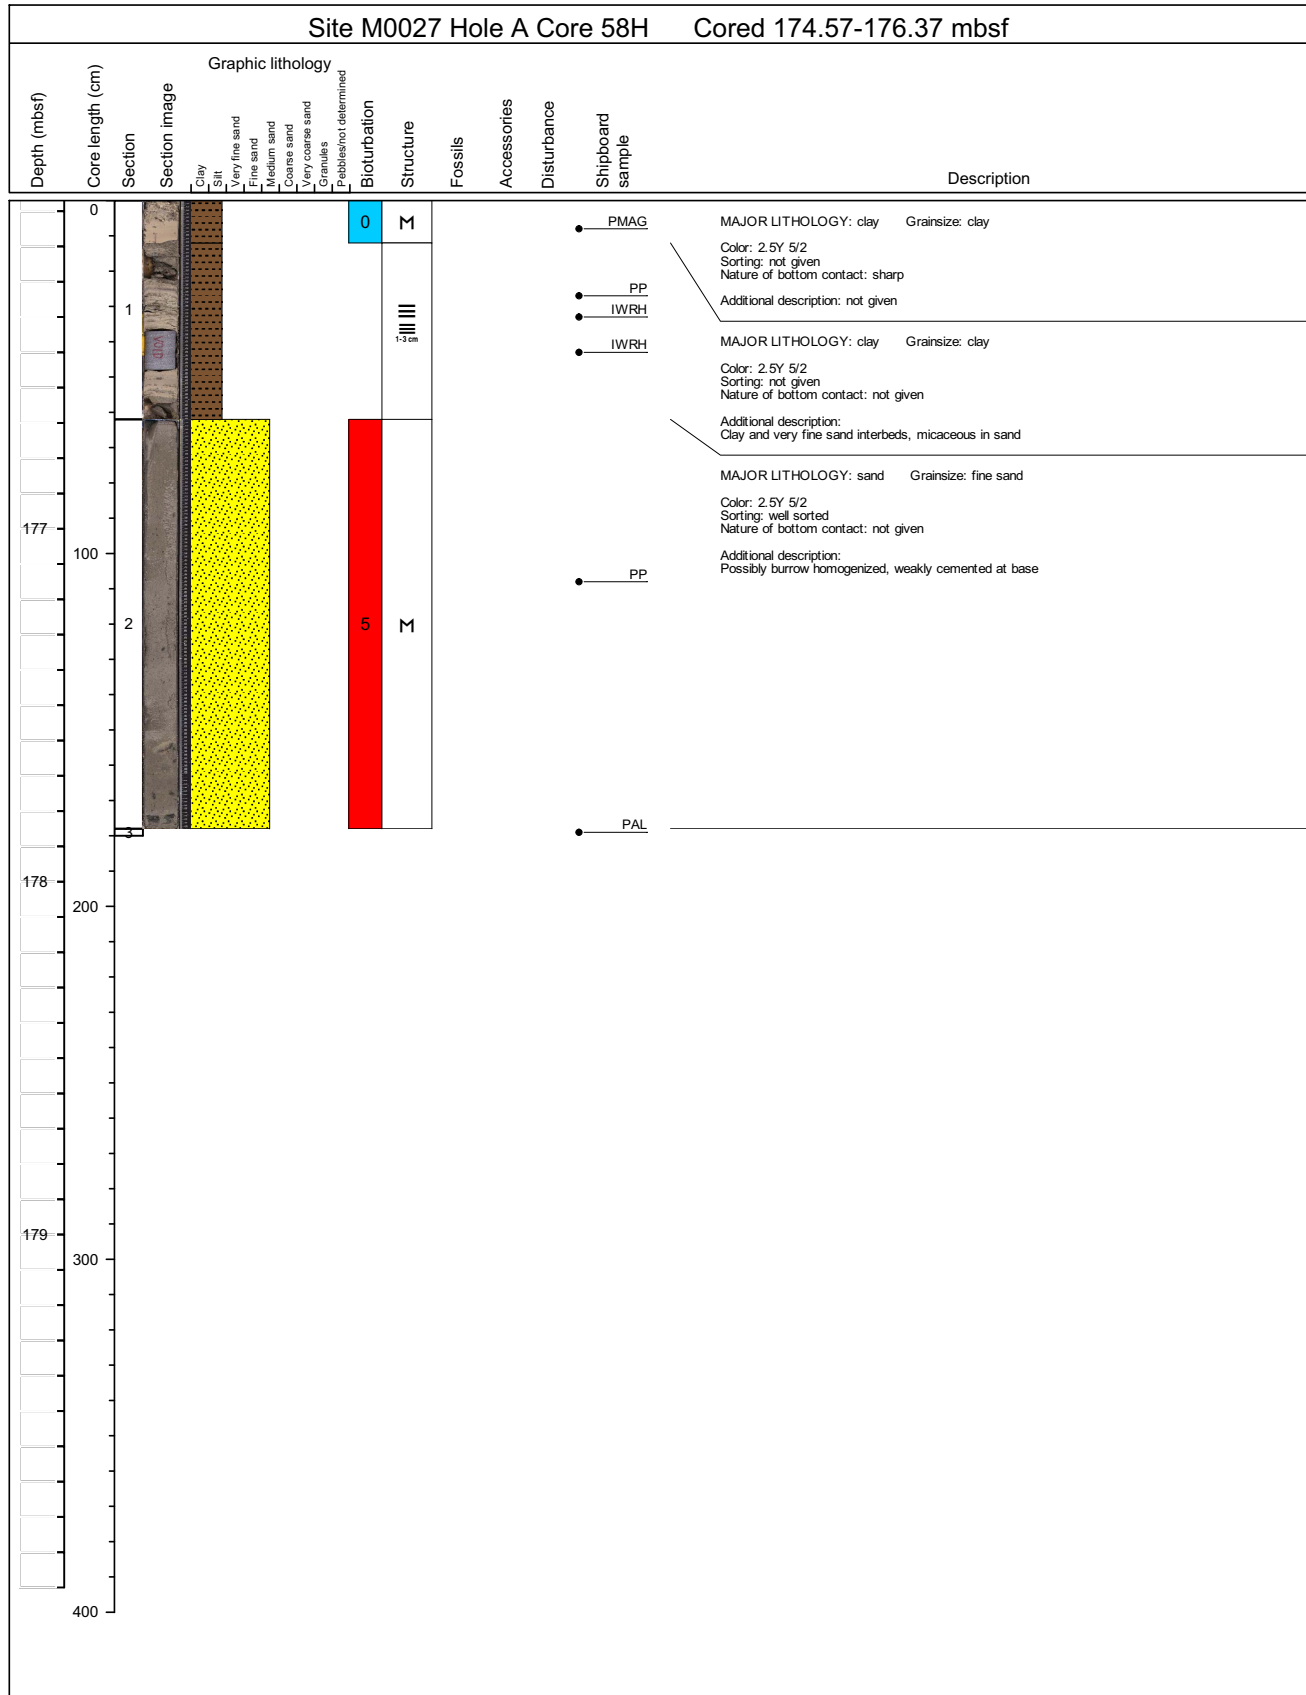 Site M0027 Hole A Core 58H Cored 174.57-176.37 mbsf
Graphic lithology
Depth (mbsf)
Core length (cm)
Section
Section image
Clay
Silt
Very fine sand
Fine sand
Medium sand
Coarse sand
Very coarse sand
Granules
Pebbles/not determined
Bioturbation
Structure
Fossils
Accessories
Disturbance
Shipboard sample
Description
0
0
M
PMAG
MAJOR LITHOLOGY: clay Grainsize: clay
Color: 2.5Y 5/2
Sorting: not given
Nature of bottom contact: sharp
Additional description: not given
PP
1
IWRH
1-3 cm
VOID
IWRH
MAJOR LITHOLOGY: clay Grainsize: clay
Color: 2.5Y 5/2
Sorting: not given
Nature of bottom contact: not given
Additional description:
Clay and very fine sand interbeds, micaceous in sand
MAJOR LITHOLOGY: sand Grainsize: fine sand
Color: 2.5Y 5/2
Sorting: well sorted
Nature of bottom contact: not given
Additional description:
Possibly burrow homogenized, weakly cemented at base
177
100
PP
2
5
M
3
PAL
178
200
179
300
400